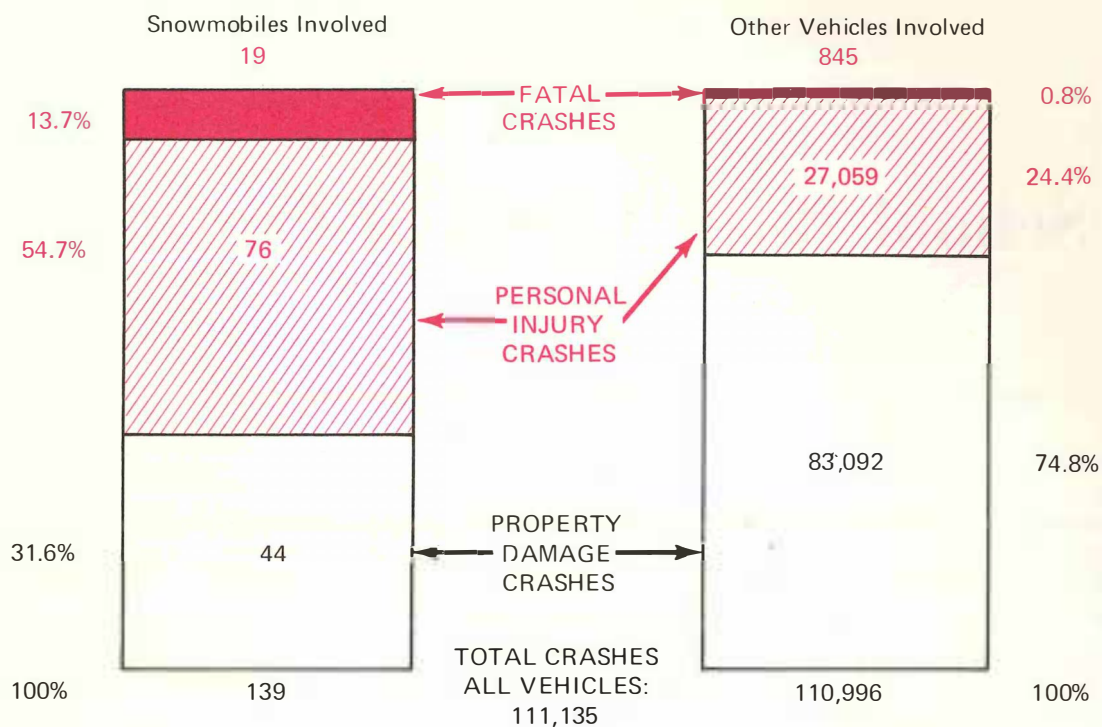 Snowmobiles Involved
19
Other Vehicles Involved
845
13.7%
FATAL
CRASHES
0.8%
27,059
24.4%
54.7%
76
PERSONAL
INJURY
CRASHES
83,092
74.8%
31.6%
44
PROPERTY
DAMAGE
CRASHES
100%
139
TOTAL CRASHES
ALL VEHICLES:
111,135
110,996
100%